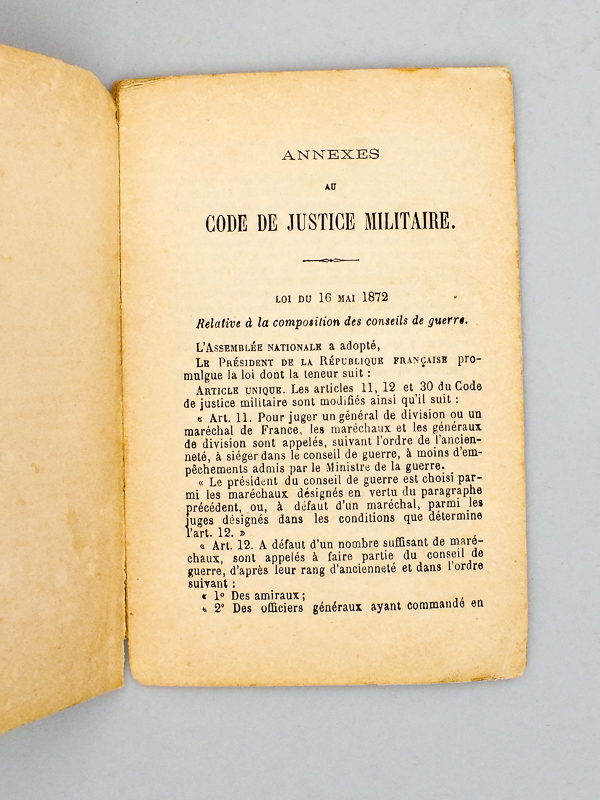 ANNEXES
AU
CODE DE JUSTICE MILITAIRE.
LOI DU 16 MAI 1872
Relative à la composition des conseils de guerre.
L'ASSEMBLÉE NATIONALE a adopté,
LE PRÉSIDENT DE LA RÉPUBLIQUE FRANÇAISE pro-
mulgue la loi dont la teneur suit :
ARTICLE UNIQUE. Les articles 11, 12 et 30 du Code
de justice militaire sont modifiés ainsi qu'il suit :
« Art. 11. Pour juger un général de division ou un
maréchal de France, les maréchaux et les généraux
de division sont appelés, suivant l'ordre de l'ancien-
neté, à siéger dans le conseil de guerre, à moins d'em-
pêchements admis par le Ministre de la guerre.
« Le président du conseil de guerre est choisi par-
mi les maréchaux désignés en vertu du paragraphe
précédent, ou, à défaut d'un maréchal, parmi les
juges désignés dans les conditions que détermine
l'art. 12. »
« Art. 12. A défaut d'un nombre suffisant de maré-
chaux, sont appelés à faire partie du conseil de
guerre, d'après leur rang d'ancienneté et dans l'ordre
suivant :
« 1° Des amiraux;
« 2° Des officiers généraux ayant commandé en